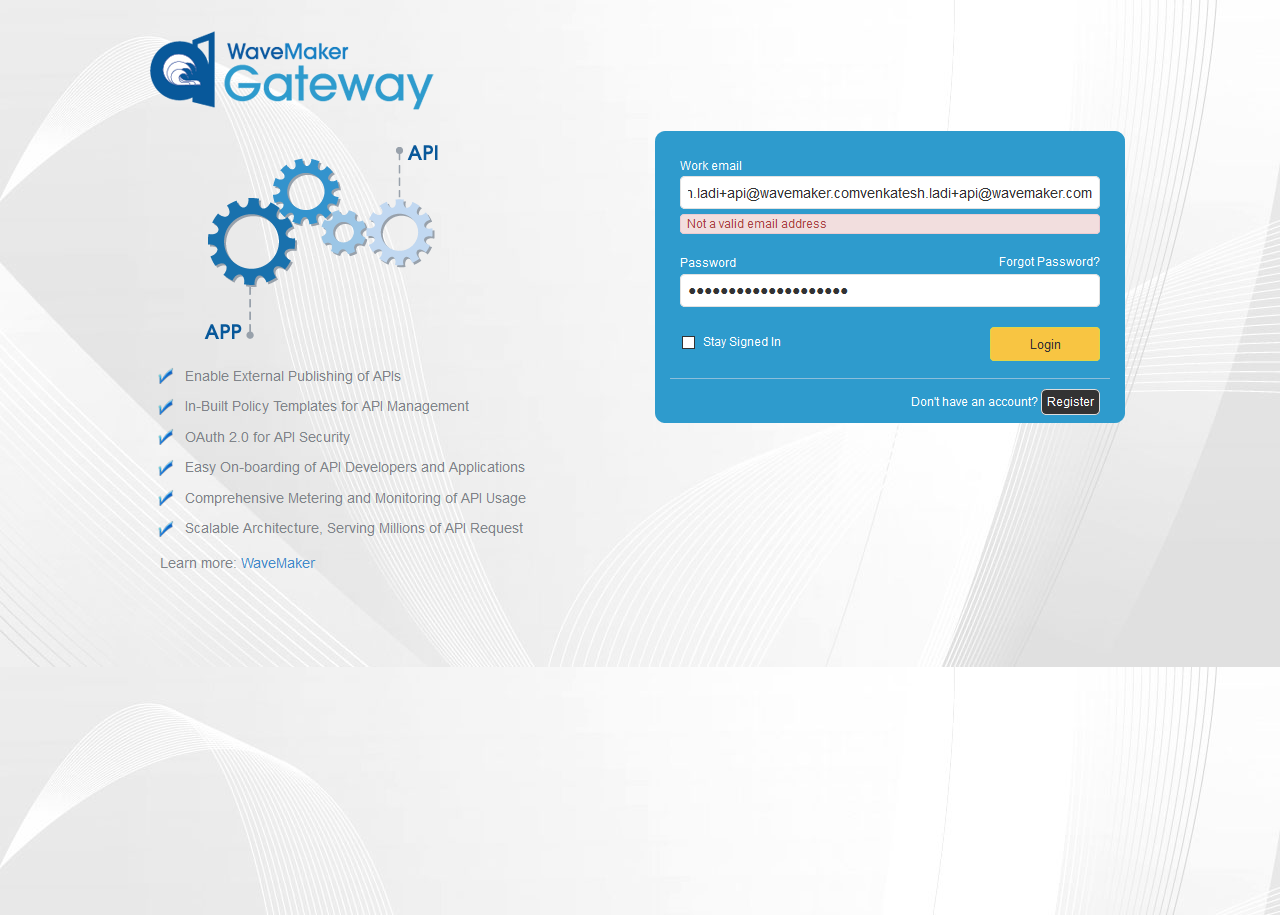 WaveMaker
Gateway
API
APP
Enable External Publishing of APIs
In-Built Policy Templates for API Management
OAuth 2.0 for API Security
Easy On-boarding of API Developers and Applications
Comprehensive Metering and Monitoring of API Usage
Scalable Architecture, Serving Millions of API Request
Learn more: WaveMaker
Work email
.ladi+api@wavemaker.comvenkatesh.ladi+api@wavemaker.com
Not a valid email address
Password Forgot Password?
Stay Signed In Login
Don't have an account? Register